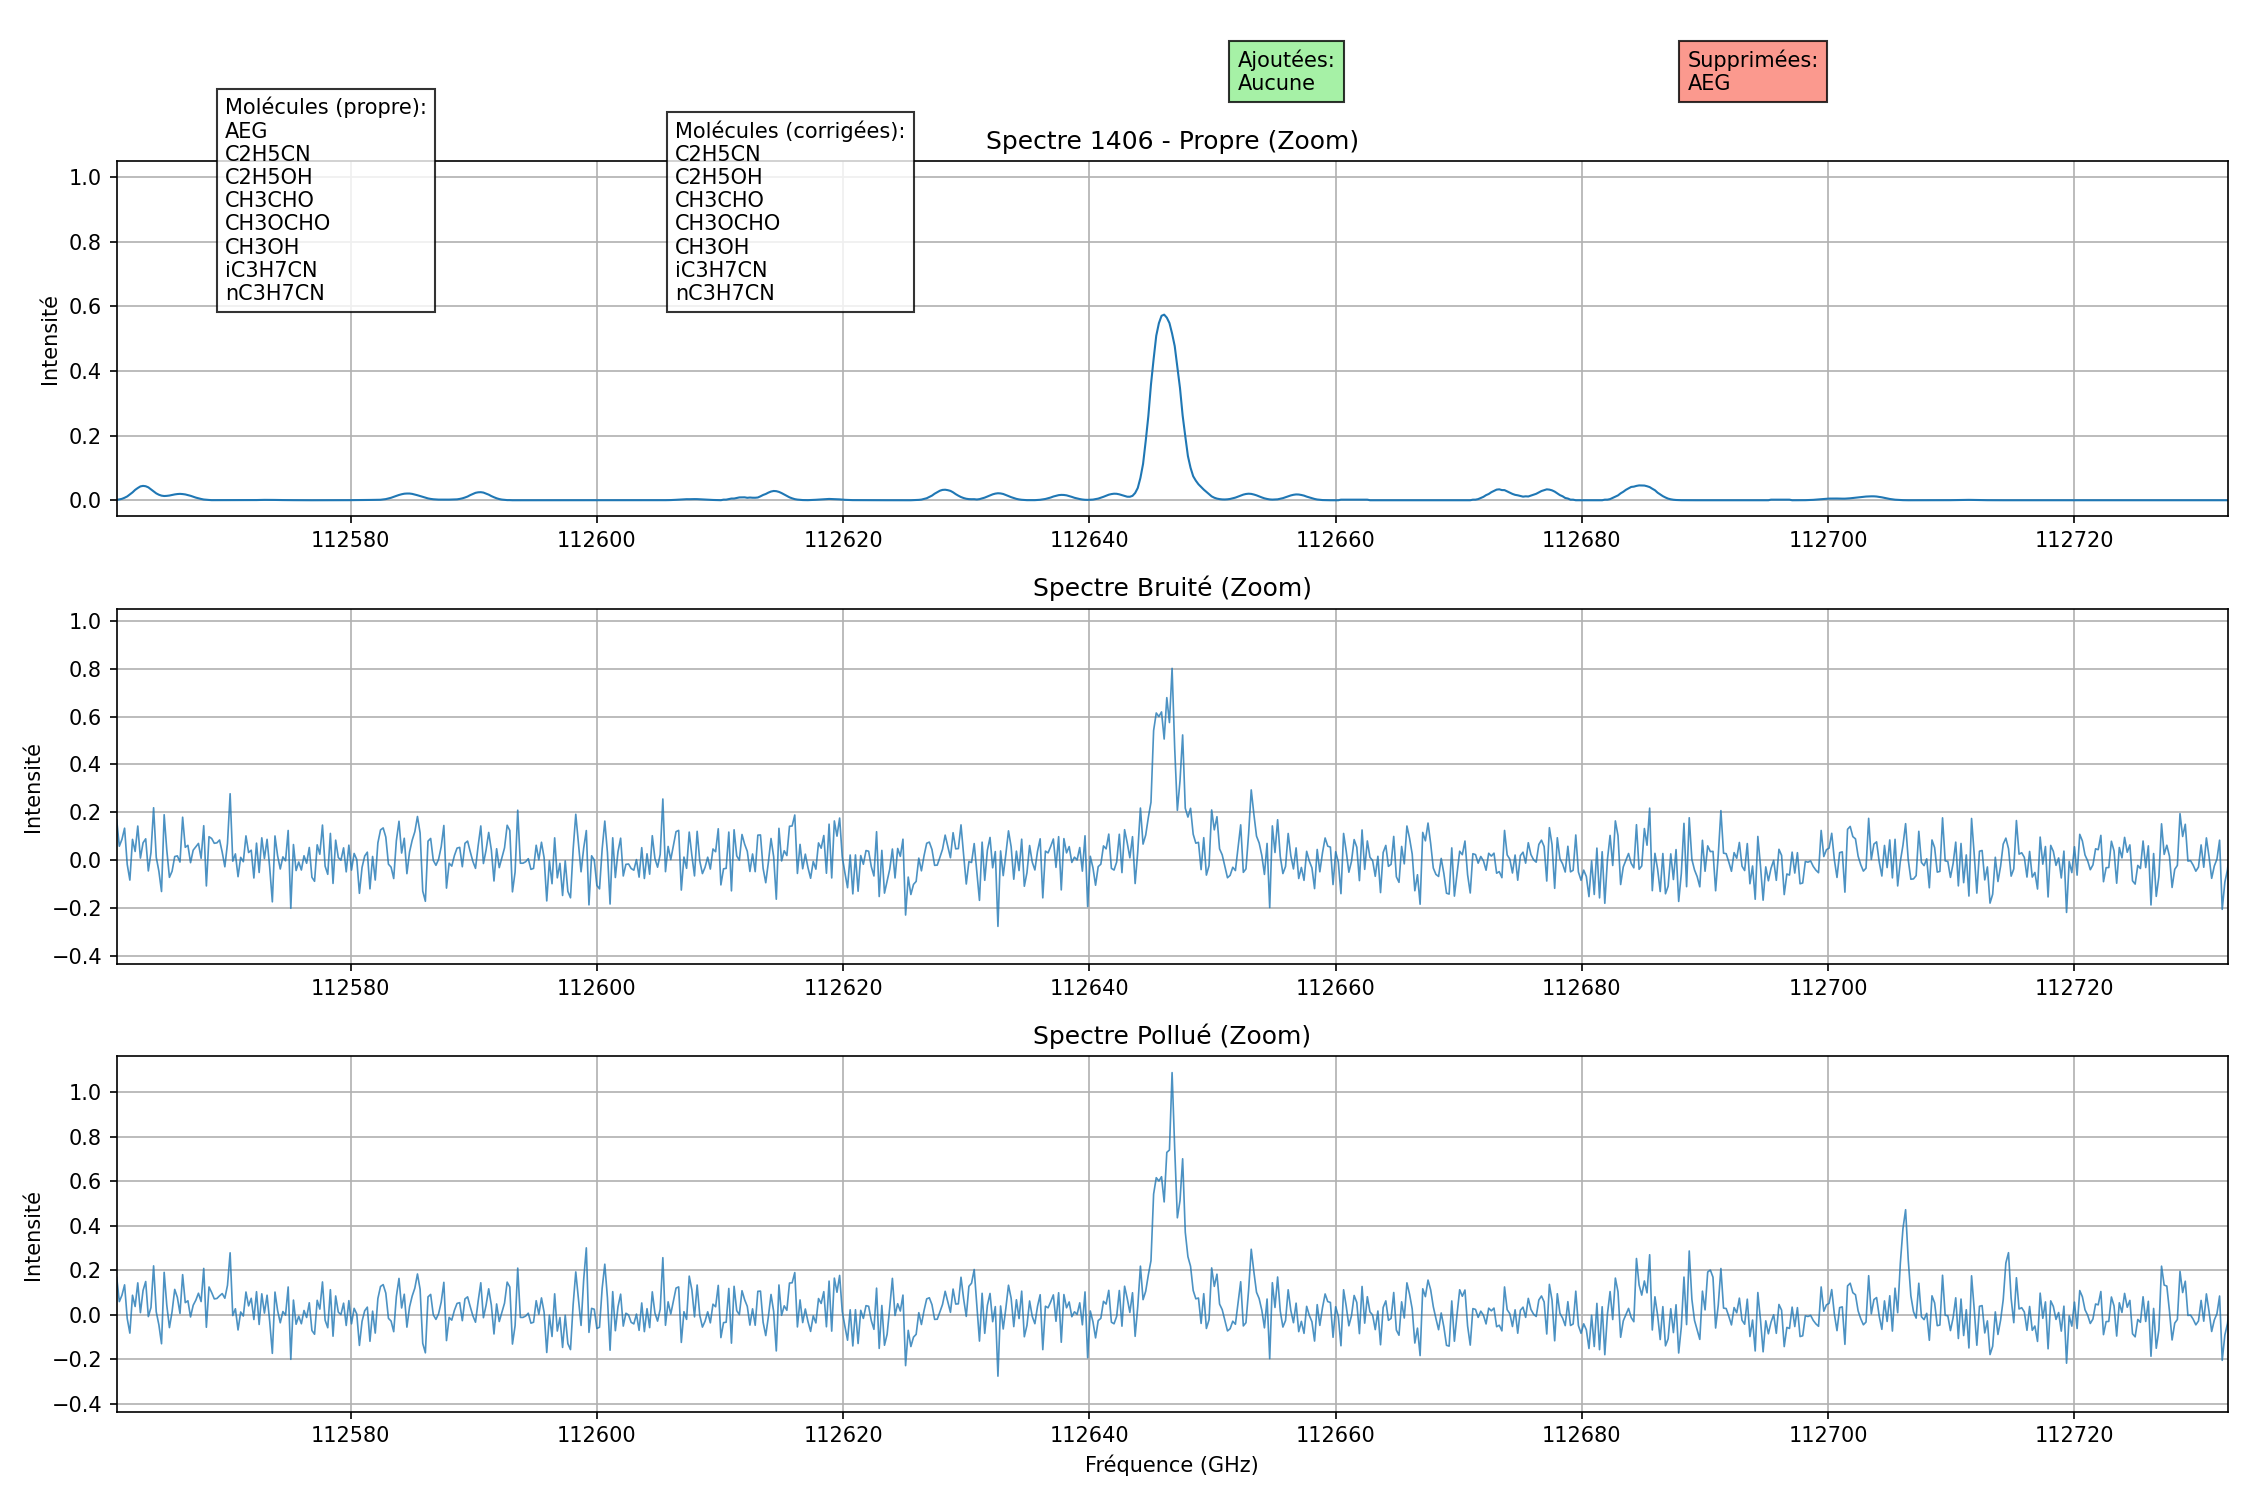 Ajoutées:
Aucune
Supprimées:
AEG
Molécules (propre):
AEG
C2H5CN
C2H5OH
CH3CHO
CH3OCHO
CH3OH
iC3H7CN
nC3H7CN
Molécules (corrigées):
C2H5CN
C2H5OH
CH3CHO
CH3OCHO
CH3OH
iC3H7CN
nC3H7CN
Spectre 1406 - Propre (Zoom)
Intensité
1.0
0.8
0.6
0.4
0.2
0.0
112580 112600 112620 112640 112660 112680 112700 112720
Spectre Bruité (Zoom)
Intensité
1.0
0.8
0.6
0.4
0.2
0.0
−0.2
−0.4
112580 112600 112620 112640 112660 112680 112700 112720
Spectre Pollué (Zoom)
Intensité
1.0
0.8
0.6
0.4
0.2
0.0
−0.2
−0.4
112580 112600 112620 112640 112660 112680 112700 112720
Fréquence (GHz)